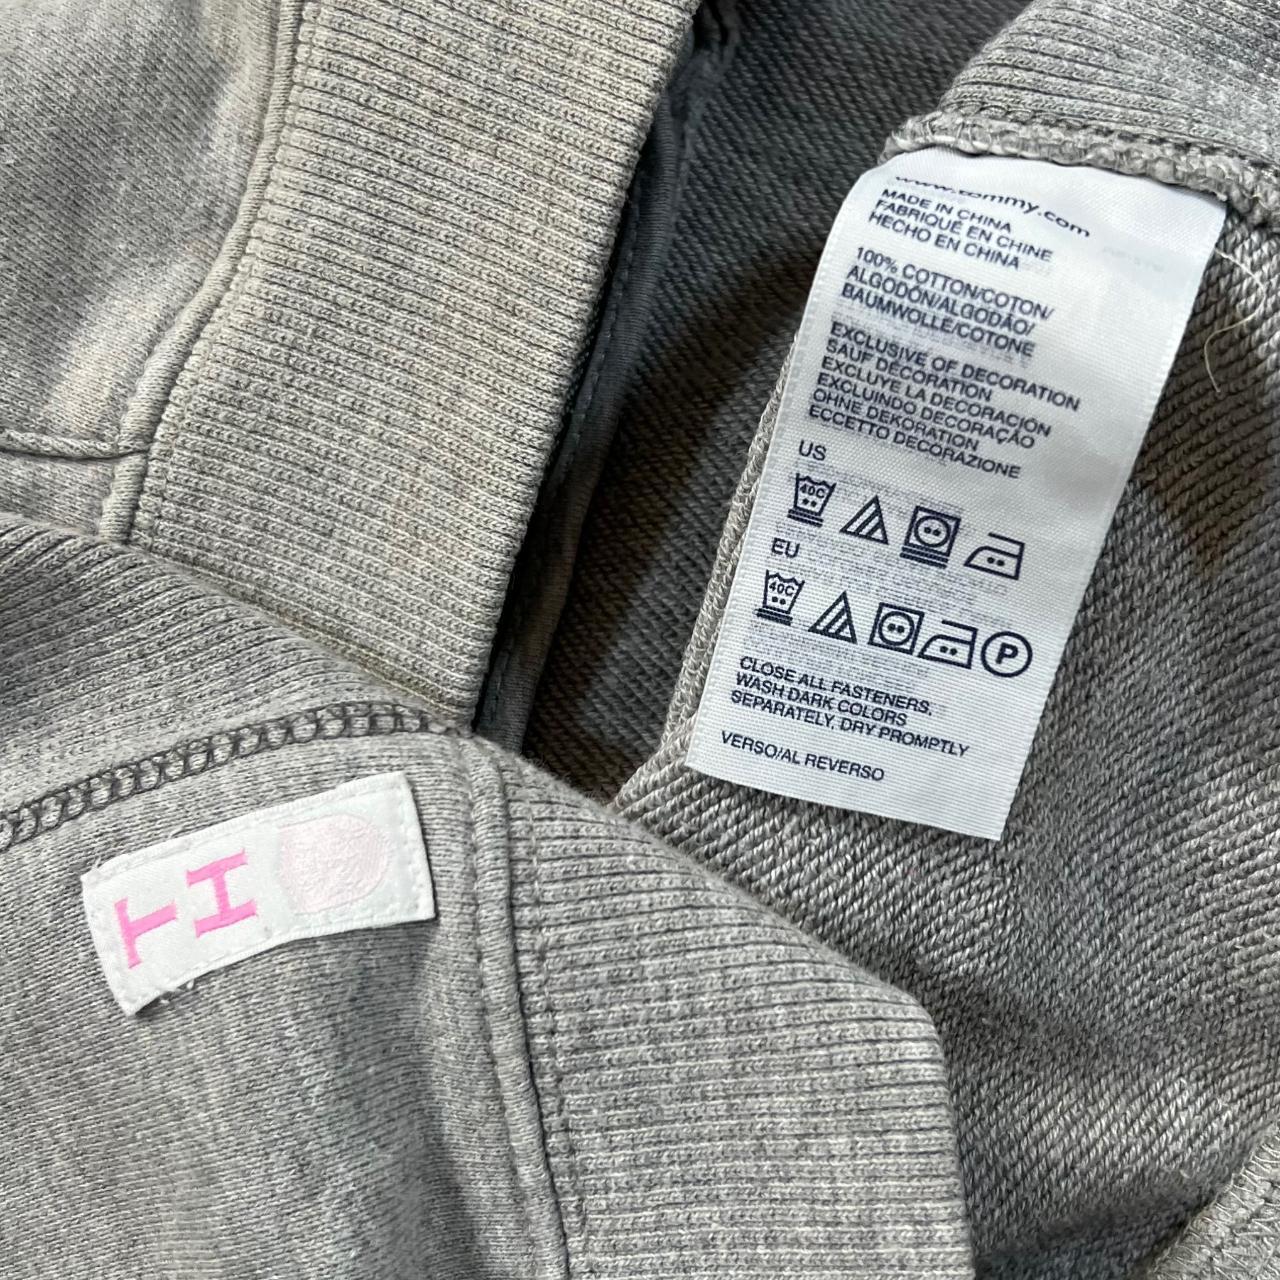 www.tommy.com
MADE IN CHINA
FABRIQUÉ EN CHINE
HECHO EN CHINA
100% COTTON/COTON/
ALGODÓN/ALGODÃO/
BAUMWOLLE/COTONE
EXCLUSIVE OF DECORATION
SAUF DÉCORATION
EXCLUYE LA DECORACIÓN
EXCLUINDO DECORAÇÃO
OHNE DEKORATION
ECCETTO DECORAZIONE
US
40C
EU
40C
P
CLOSE ALL FASTENERS,
WASH DARK COLORS
SEPARATELY, DRY PROMPTLY
VERSO/AL REVERSO
TH